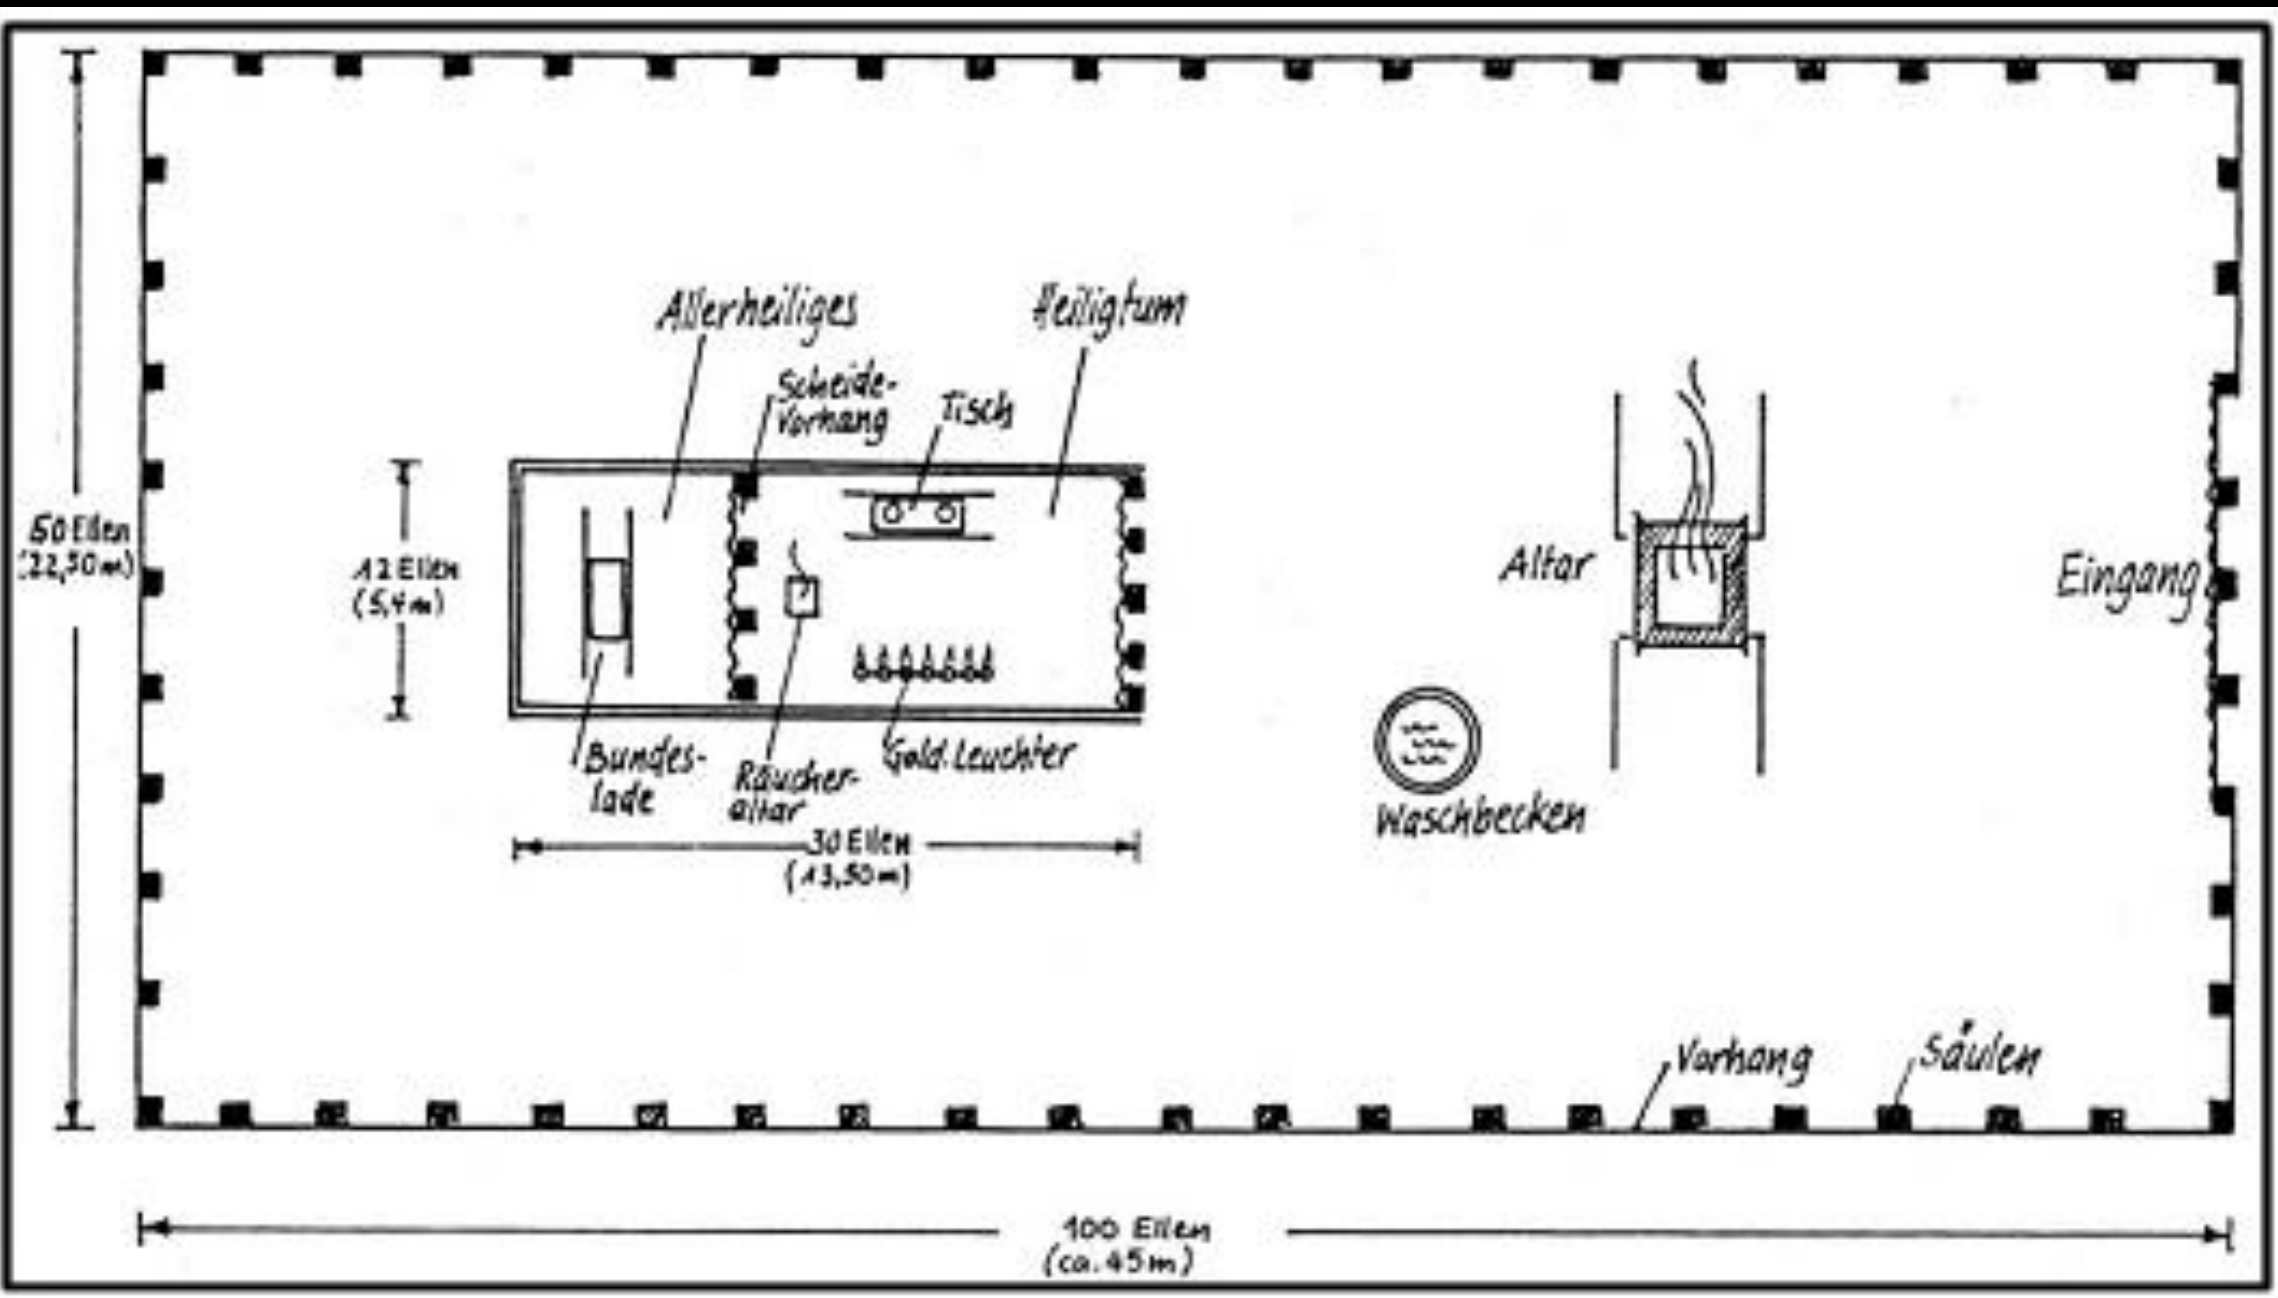 Allerheiliges
Heiligtum
Scheide-
Vorhang
Tisch
50 Ellen
(22,50m)
12 Ellen
(5,4m)
Altar
Eingang
Bundes-
lade
Räucher-
altar
Gold.Leuchter
30 Ellen
(13,50m)
Waschbecken
Vorhang
Säulen
100 Ellen
(ca. 45m)